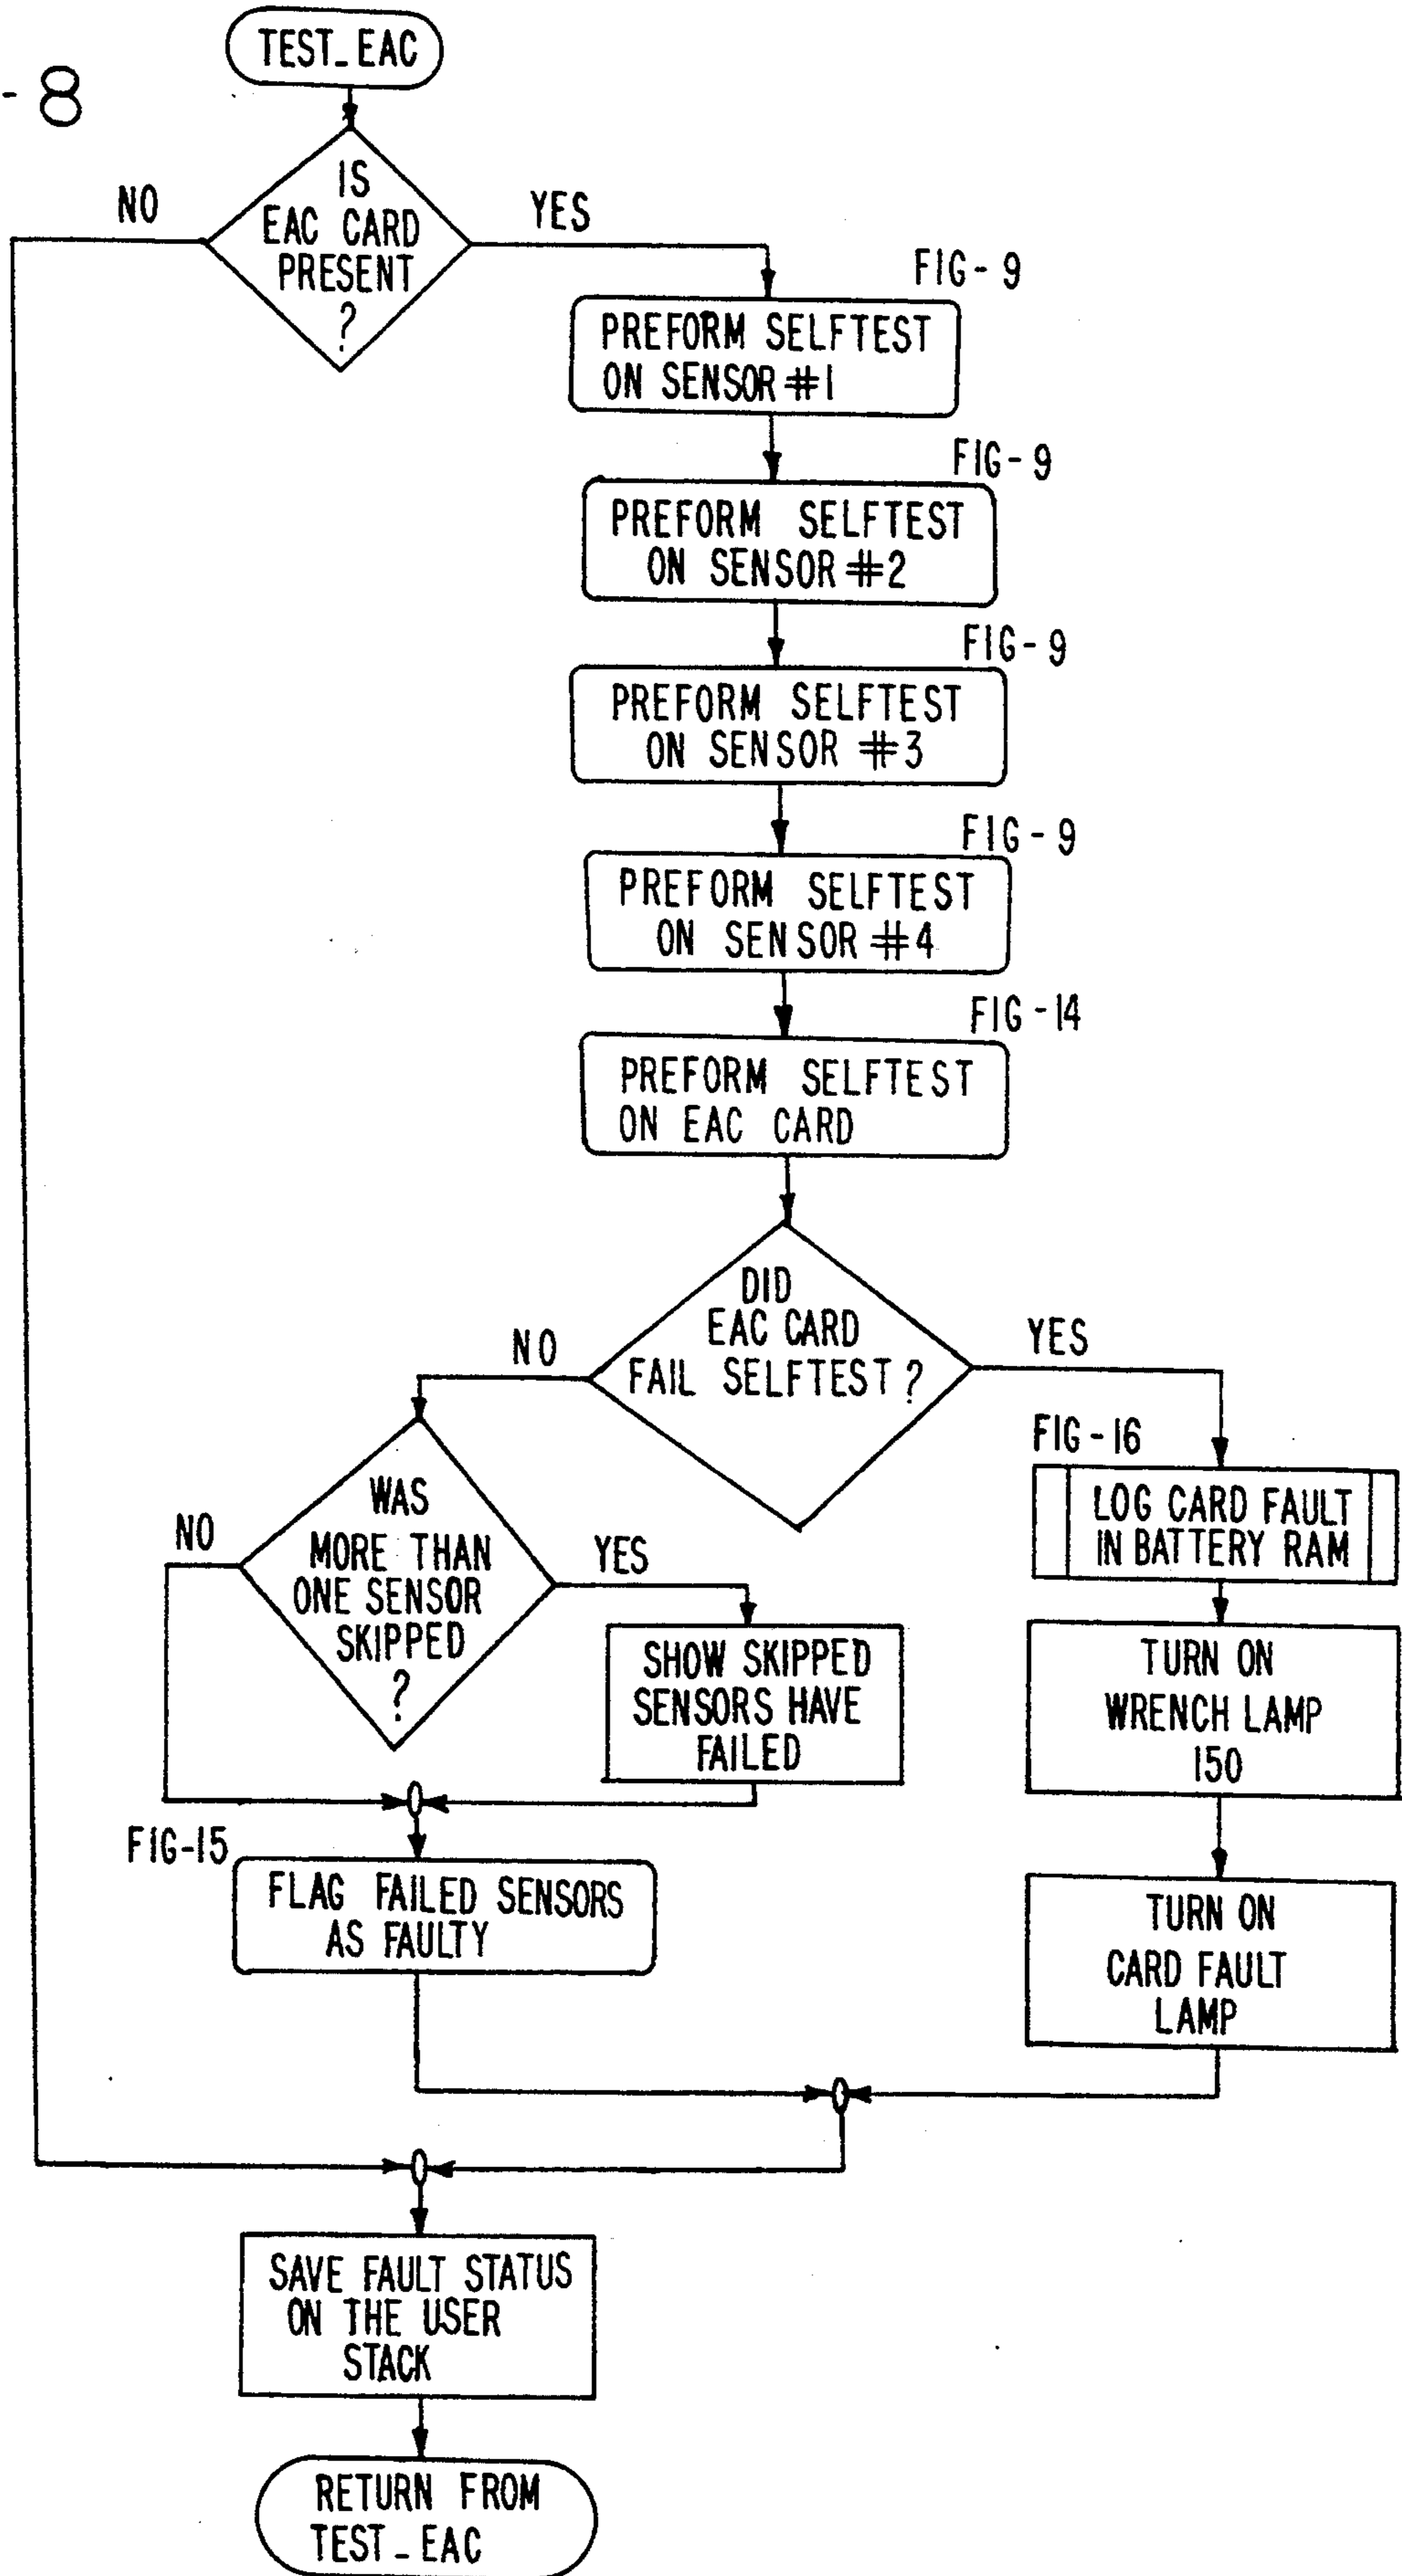 TEST_EAC
- 8
IS
EAC CARD
PRESENT
?
NO
YES
FIG-9
PREFORM SELFTEST
ON SENSOR #1
FIG-9
PREFORM SELFTEST
ON SENSOR #2
FIG-9
PREFORM SELFTEST
ON SENSOR #3
FIG-9
PREFORM SELFTEST
ON SENSOR #4
FIG-14
PREFORM SELFTEST
ON EAC CARD
DID
EAC CARD
FAIL SELFTEST ?
NO
YES
FIG-16
LOG CARD FAULT
IN BATTERY RAM
WAS
MORE THAN
ONE SENSOR
SKIPPED
?
NO
YES
SHOW SKIPPED
SENSORS HAVE
FAILED
TURN ON
WRENCH LAMP
150
FIG-15
FLAG FAILED SENSORS
AS FAULTY
TURN ON
CARD FAULT
LAMP
SAVE FAULT STATUS
ON THE USER
STACK
RETURN FROM
TEST_EAC